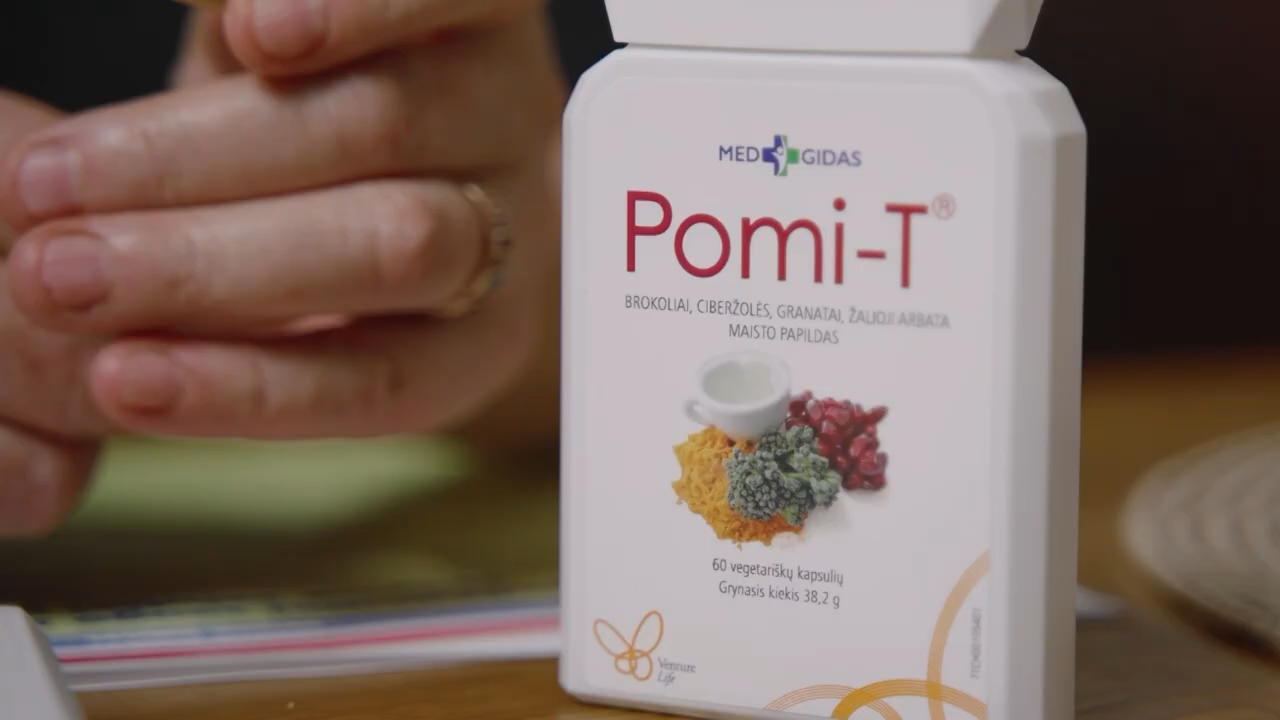 MED GIDAS
Pomi-T®
BROKOLIAI, CIBERŽOLĖS, GRANATAI, ŽALIOJI ARBATA
MAISTO PAPILDAS
60 vegetariškų kapsulių
Grynasis kiekis 38,2 g
Venture
Life